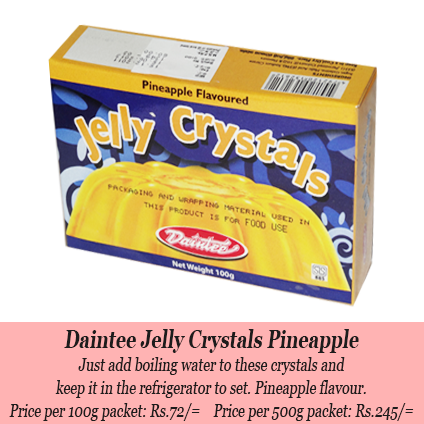 Pineapple Flavoured
Jelly Crystals
PACKAGING AND WRAPPING MATERIAL USED IN
THIS PRODUCT IS FOR FOOD USE
Daintee
Net Weight 100g
Daintee Jelly Crystals Pineapple
Just add boiling water to these crystals and
keep it in the refrigerator to set. Pineapple flavour.
Price per 100g packet: Rs.72/= Price per 500g packet: Rs.245/=